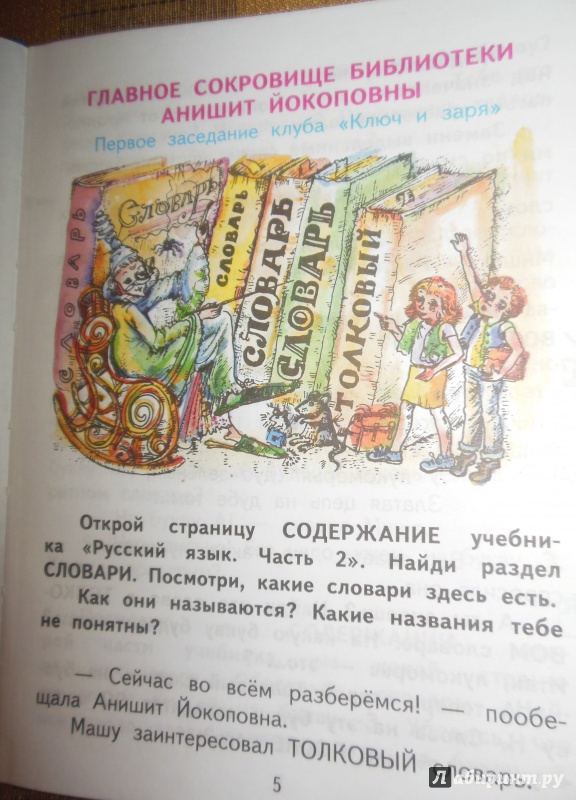 ГЛАВНОЕ СОКРОВИЩЕ БИБЛИОТЕКИ
АНИШИТ ЙОКОПОВНЫ
Первое заседание клуба «Ключ и заря»
СЛОВАРЬ
СЛОВАРЬ
СЛОВАРЬ
СЛОВАРЬ
СЛОВАРЬ
ТОЛКОВЫЙ
Открой страницу СОДЕРЖАНИЕ учебни-
ка «Русский язык. Часть 2». Найди раздел
СЛОВАРИ. Посмотри, какие словари здесь есть.
Как они называются? Какие названия тебе
не понятны?
— Сейчас во всём разберёмся! — пообе-
щала Анишит Йокоповна.
Машу заинтересовал ТОЛКОВЫЙ словарь.
5
Лабиринт.ру